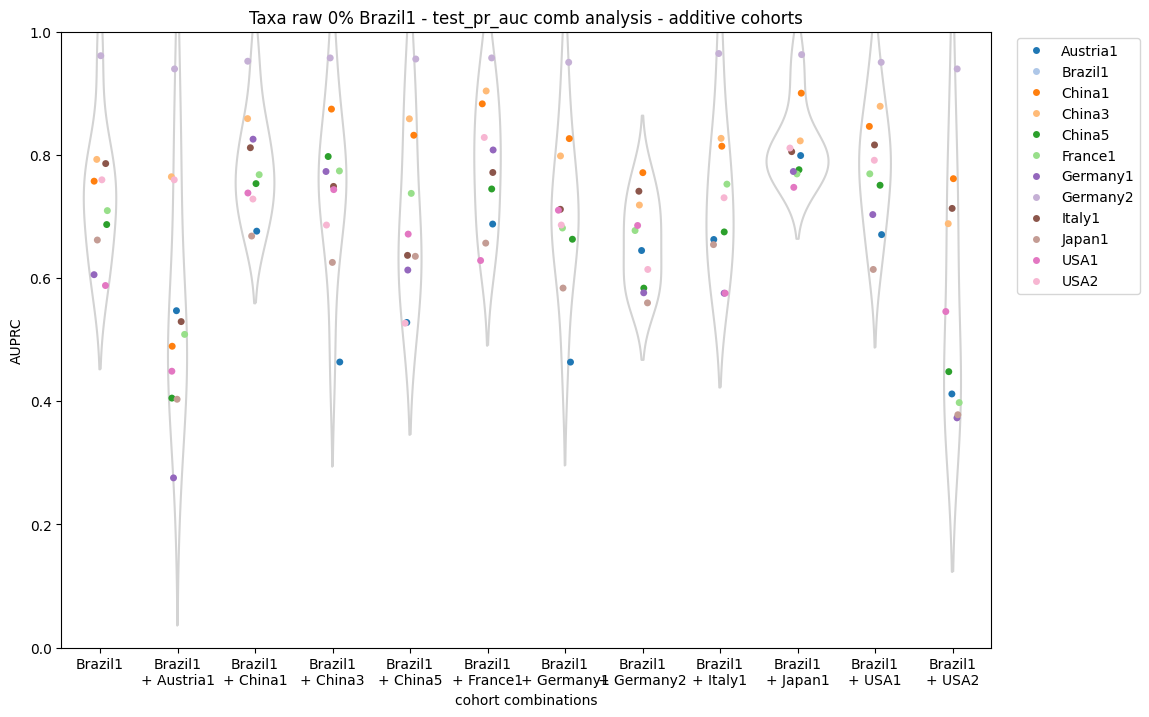 Taxa raw 0% Brazil1 - test_pr_auc comb analysis - additive cohorts
1.0
0.8
0.6
0.4
0.2
0.0
AUPRC
Brazil1
Brazil1
+ Austria1
Brazil1
+ China1
Brazil1
+ China3
Brazil1
+ China5
Brazil1
+ France1
Brazil1
+ Germany1
Brazil1
+ Germany2
Brazil1
+ Italy1
Brazil1
+ Japan1
Brazil1
+ USA1
Brazil1
+ USA2
cohort combinations
Austria1
Brazil1
China1
China3
China5
France1
Germany1
Germany2
Italy1
Japan1
USA1
USA2